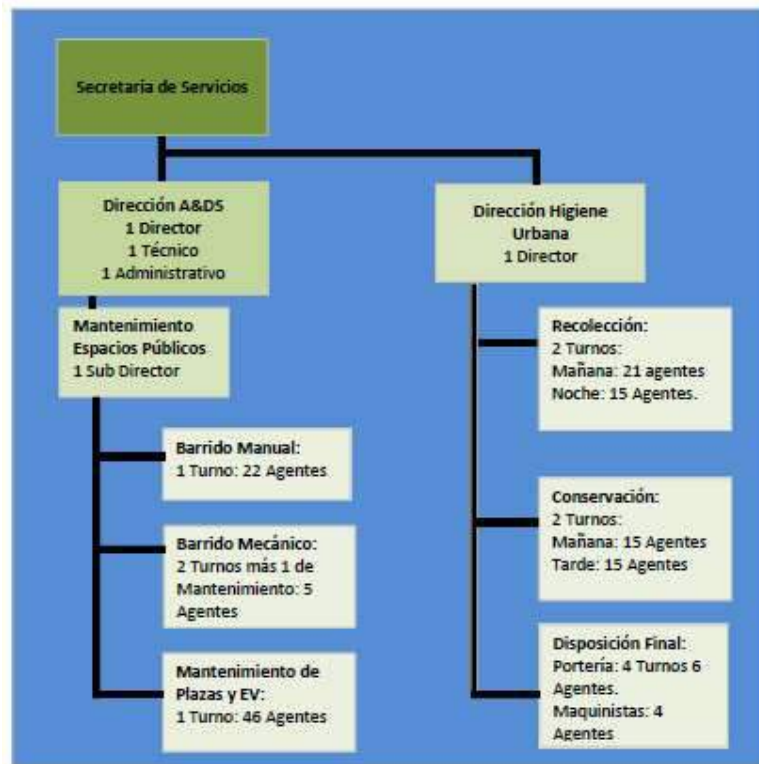 Secretaria de Servicios
Dirección A&DS
1 Director
1 Técnico
1 Administrativo
Mantenimiento
Espacios Públicos
1 Sub Director
Barrido Manual:
1 Turno: 22 Agentes
Barrido Mecánico:
2 Turnos más 1 de
Mantenimiento: 5
Agentes
Mantenimiento de
Plazas y EV:
1 Turno: 46 Agentes
Dirección Higiene
Urbana
1 Director
Recolección:
2 Turnos:
Mañana: 21 agentes
Noche: 15 Agentes.
Conservación:
2 Turnos:
Mañana: 15 Agentes
Tarde: 15 Agentes
Disposición Final:
Portería: 4 Turnos 6
Agentes.
Maquinistas: 4
Agentes